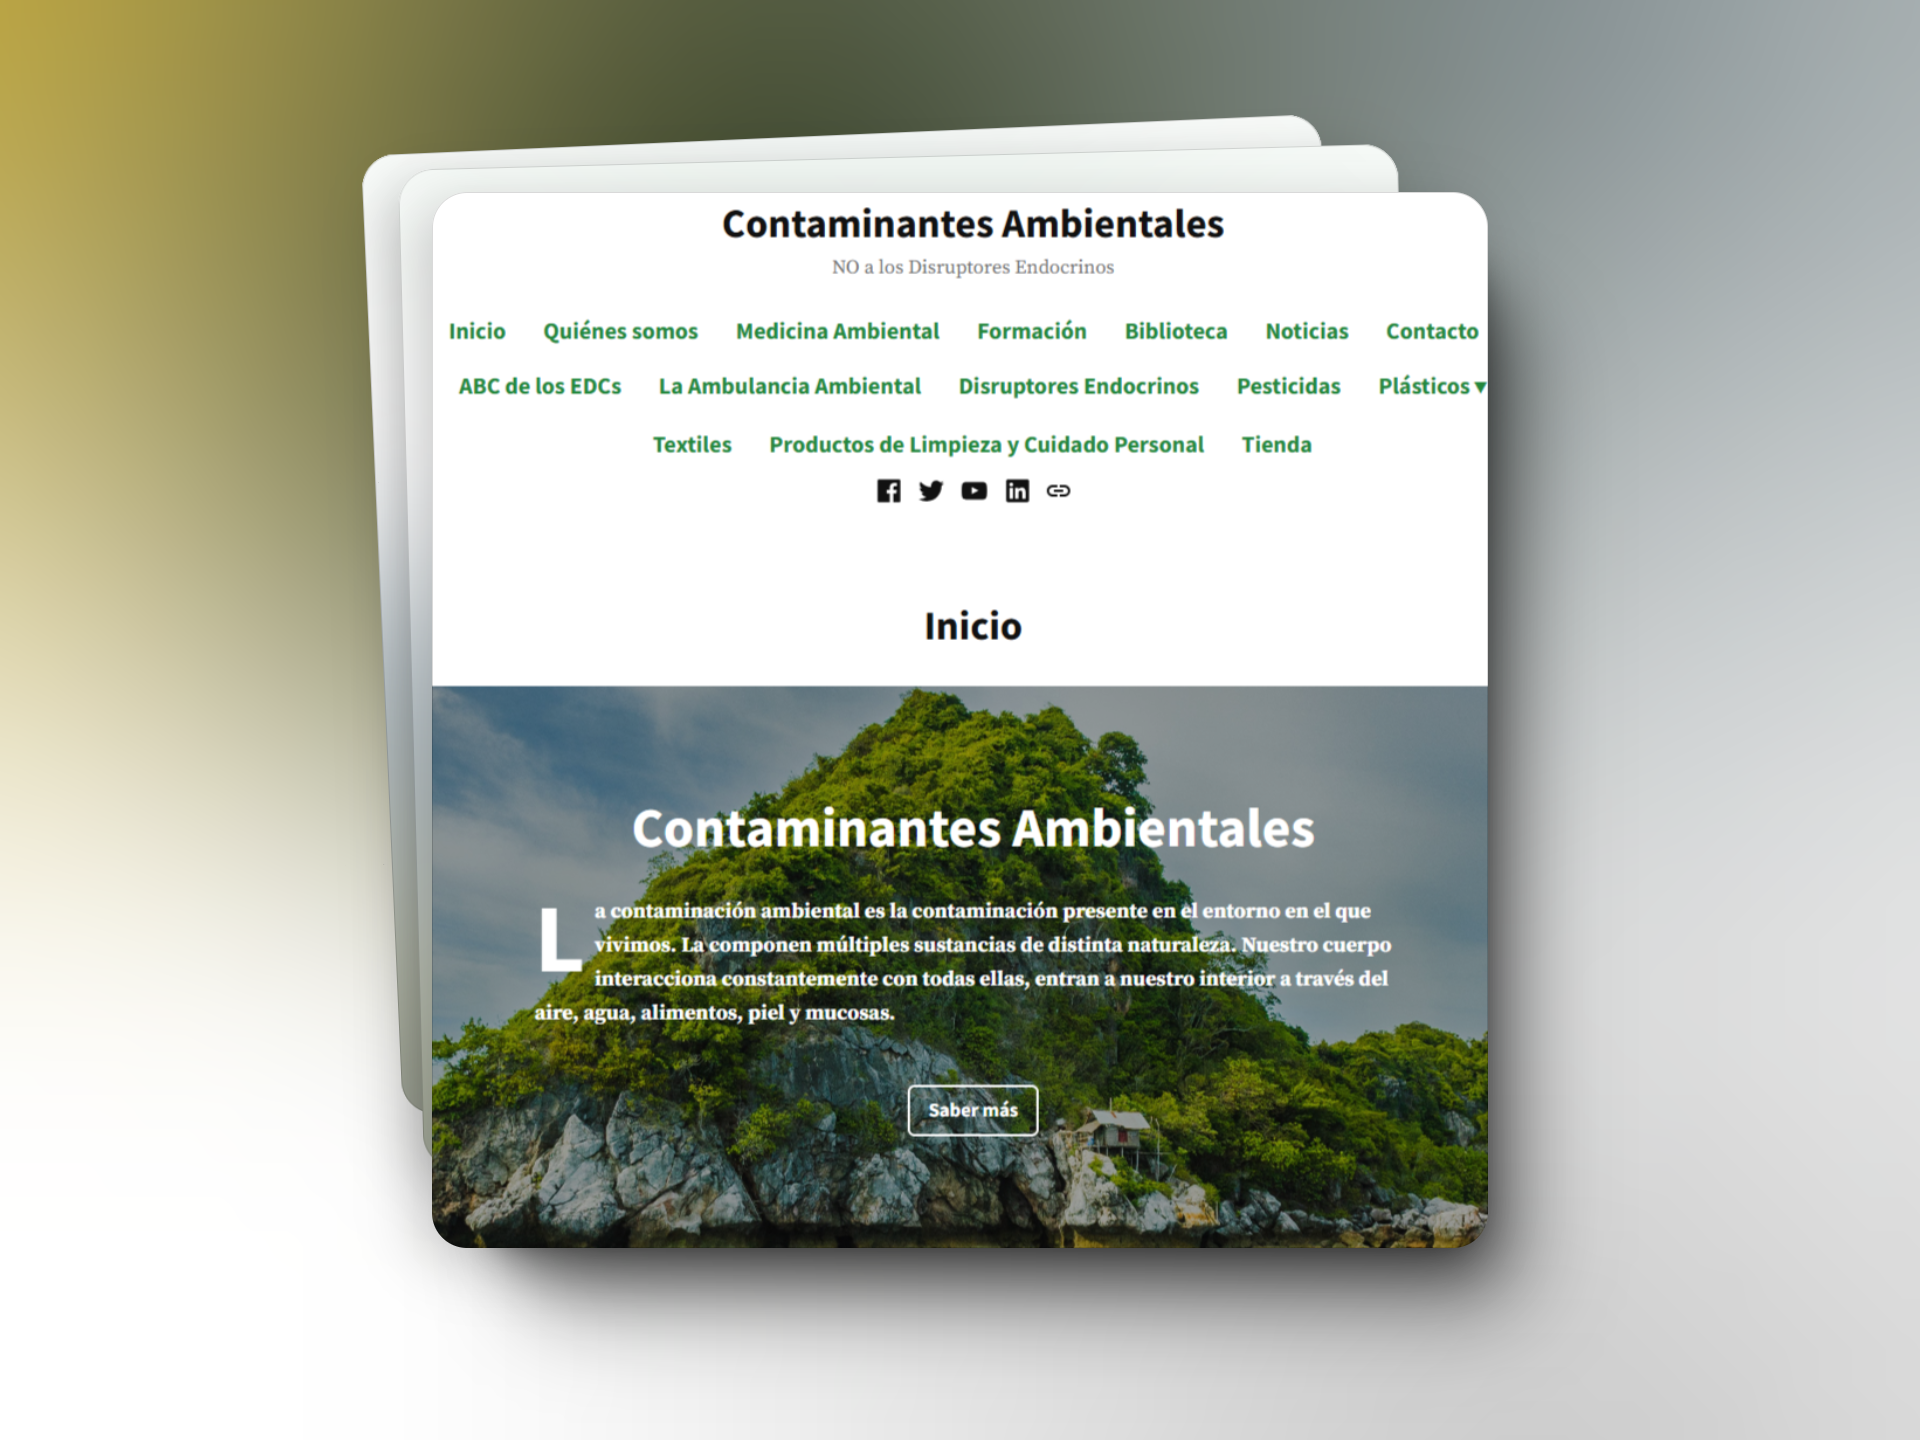 Contaminantes Ambientales
NO a los Disruptores Endocrinos
Inicio Quiénes somos Medicina Ambiental Formación Biblioteca Noticias Contacto
ABC de los EDCs La Ambulancia Ambiental Disruptores Endocrinos Pesticidas Plásticos ▾
Textiles Productos de Limpieza y Cuidado Personal Tienda
Inicio
Contaminantes Ambientales
La contaminación ambiental es la contaminación presente en el entorno en el que
vivimos. La componen múltiples sustancias de distinta naturaleza. Nuestro cuerpo
interacciona constantemente con todas ellas, entran a nuestro interior a través del
aire, agua, alimentos, piel y mucosas.
Saber más